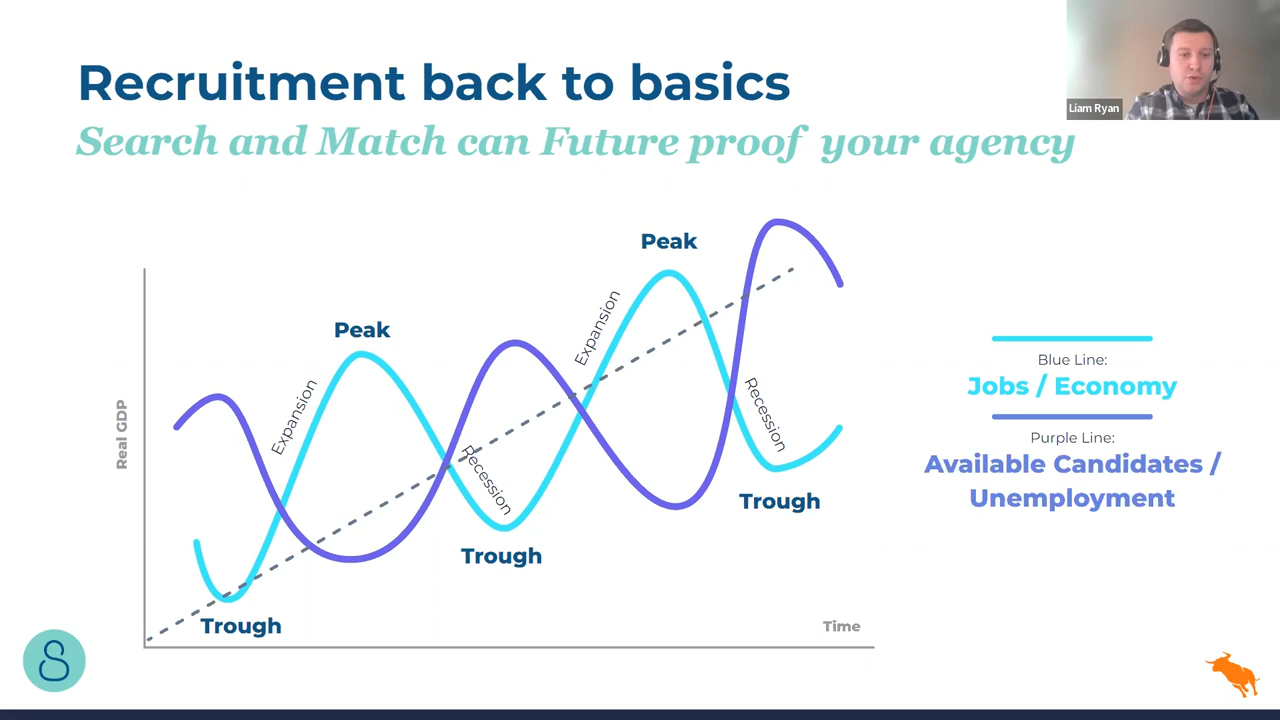 Recruitment back to basics
Search and Match can Future proof your agency
Liam Ryan
Peak
Peak
Expansion
Expansion
Real GDP
Recession
Recession
Trough
Trough
Trough
Time
Blue Line:
Jobs / Economy
Purple Line:
Available Candidates /
Unemployment